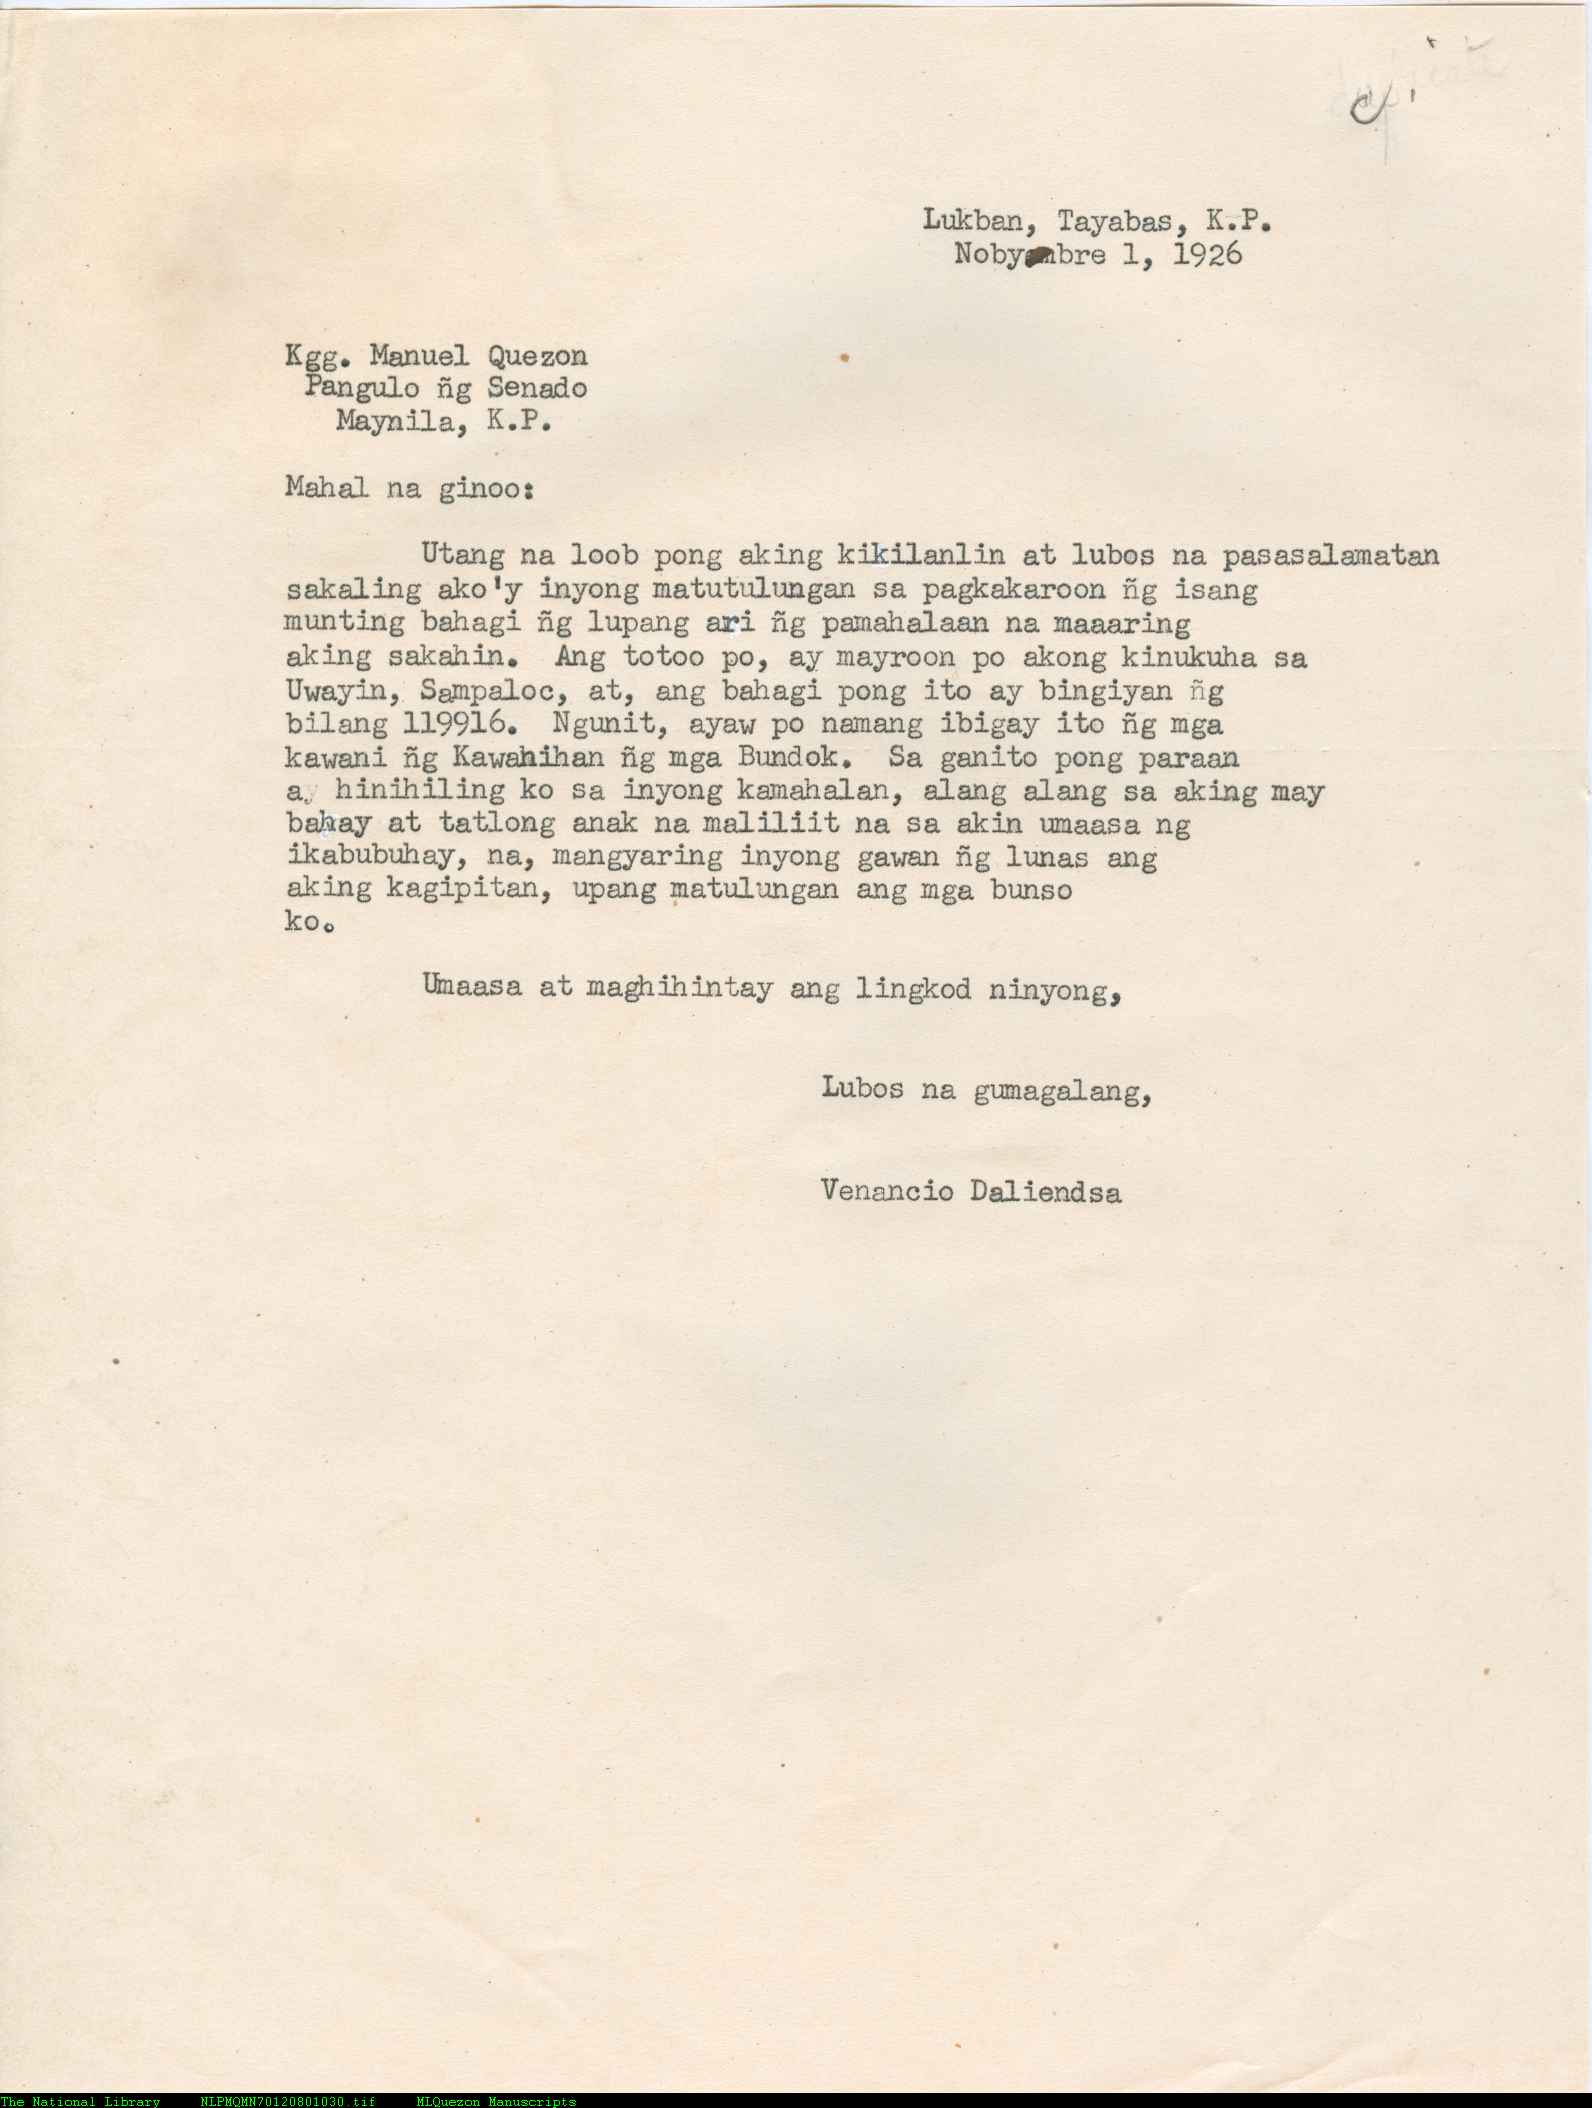 Lukban, Tayabas, K.P.
Nobyembre 1, 1926
Kgg. Manuel Quezon
Pangulo ñg Senado
Maynila, K.P.
Mahal na ginoo:
Utang na loob pong aking kikilanlin at lubos na pasasalamatan
sakaling ako'y inyong matutulungan sa pagkakaroon ñg isang
munting bahagi ñg lupang ari ñg pamahalaan na maaaring
aking sakahin. Ang totoo po, ay mayroon po akong kinukuha sa
Uwayin, Sampaloc, at, ang bahagi pong ito ay bingiyan ñg
bilang 119916. Ngunit, ayaw po namang ibigay ito ñg mga
kawani ñg Kawahihan ñg mga Bundok. Sa ganito pong paraan
ay hinihiling ko sa inyong kamahalan, alang alang sa aking may
bahay at tatlong anak na maliliit na sa akin umaasa ng
ikabubuhay, na, mangyaring inyong gawan ñg lunas ang
aking kagipitan, upang matulungan ang mga bunso
ko.
Umaasa at maghihintay ang lingkod ninyong,
Lubos na gumagalang,
Venancio Daliendsa
The National Library NLPMQMN70120801030.tif MLQuezon Manuscripts